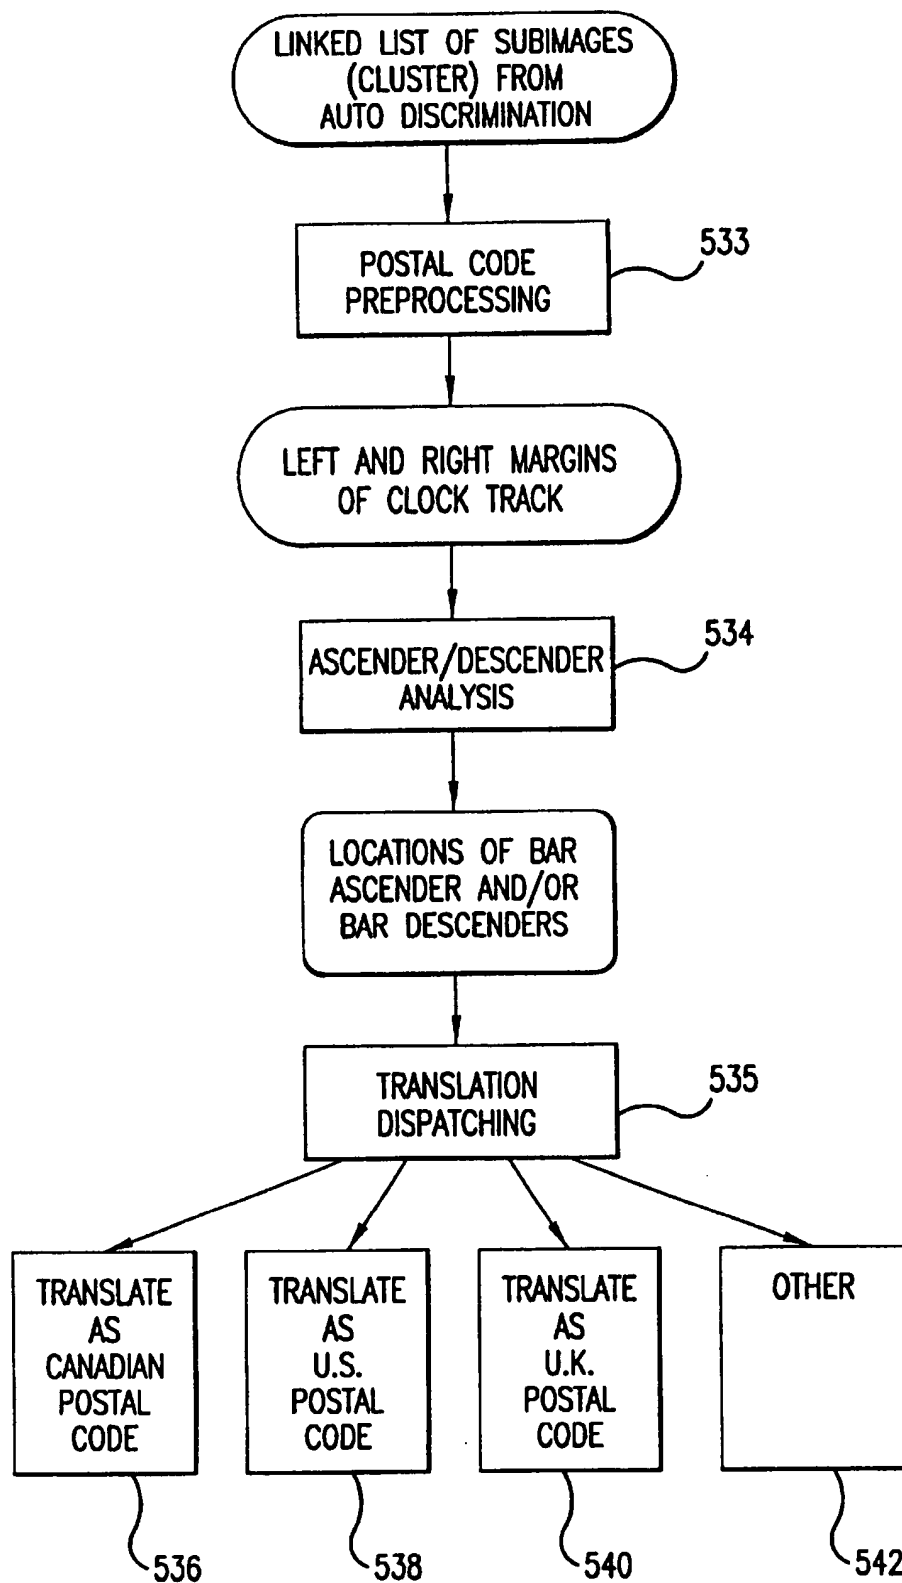 LINKED LIST OF SUBIMAGES
(CLUSTER) FROM
AUTO DISCRIMINATION
POSTAL CODE
PREPROCESSING
533
LEFT AND RIGHT MARGINS
OF CLOCK TRACK
ASCENDER/DESCENDER
ANALYSIS
534
LOCATIONS OF BAR
ASCENDER AND/OR
BAR DESCENDERS
TRANSLATION
DISPATCHING
535
TRANSLATE
AS
CANADIAN
POSTAL
CODE
536
TRANSLATE
AS
U.S.
POSTAL
CODE
538
TRANSLATE
AS
U.K.
POSTAL
CODE
540
OTHER
542